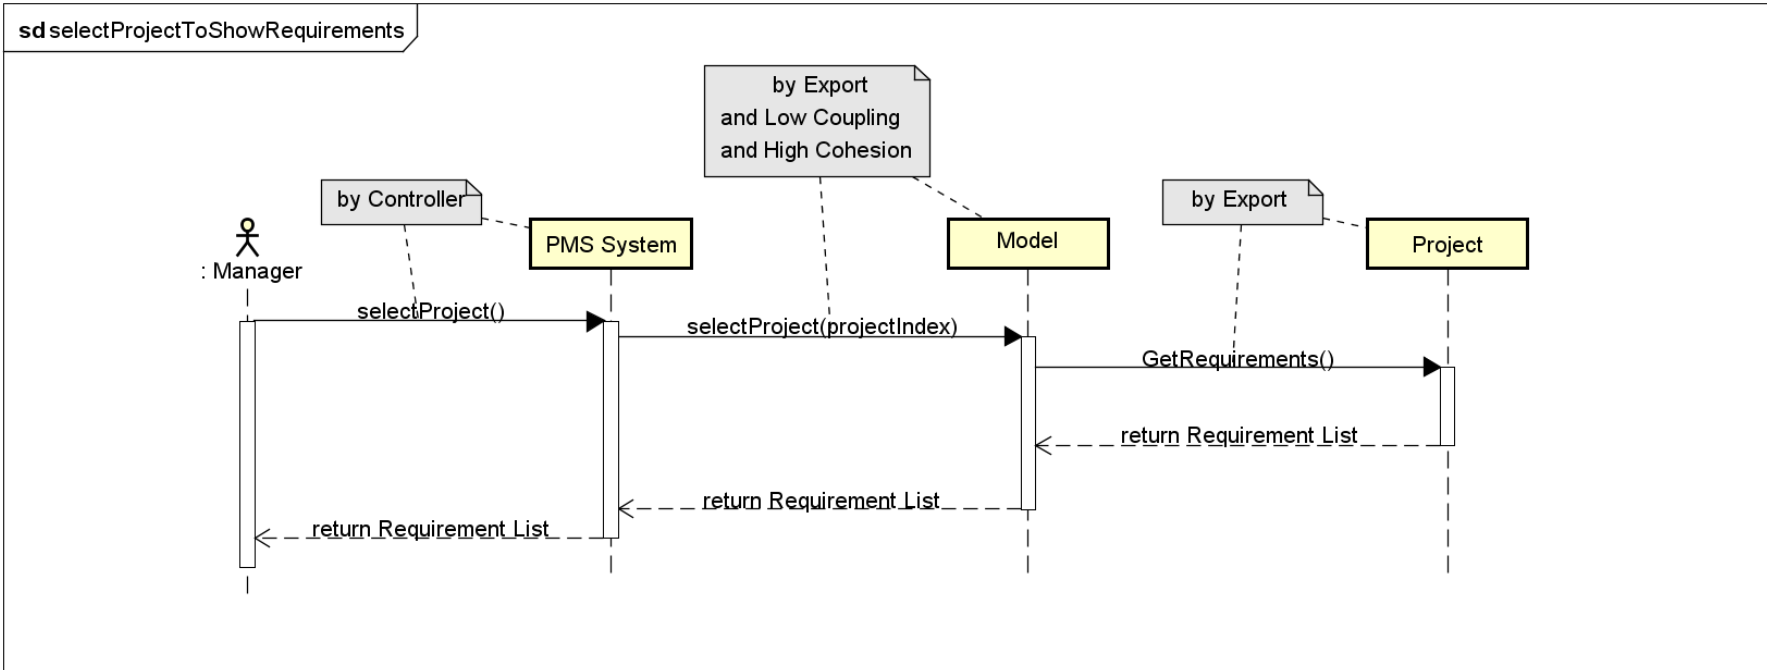 sd selectProjectToShowRequirements
by Export
and Low Coupling
and High Cohesion
by Controller
by Export
: Manager
PMS System
Model
Project
selectProject()
selectProject(projectIndex)
GetRequirements()
return Requirement List
return Requirement List
return Requirement List